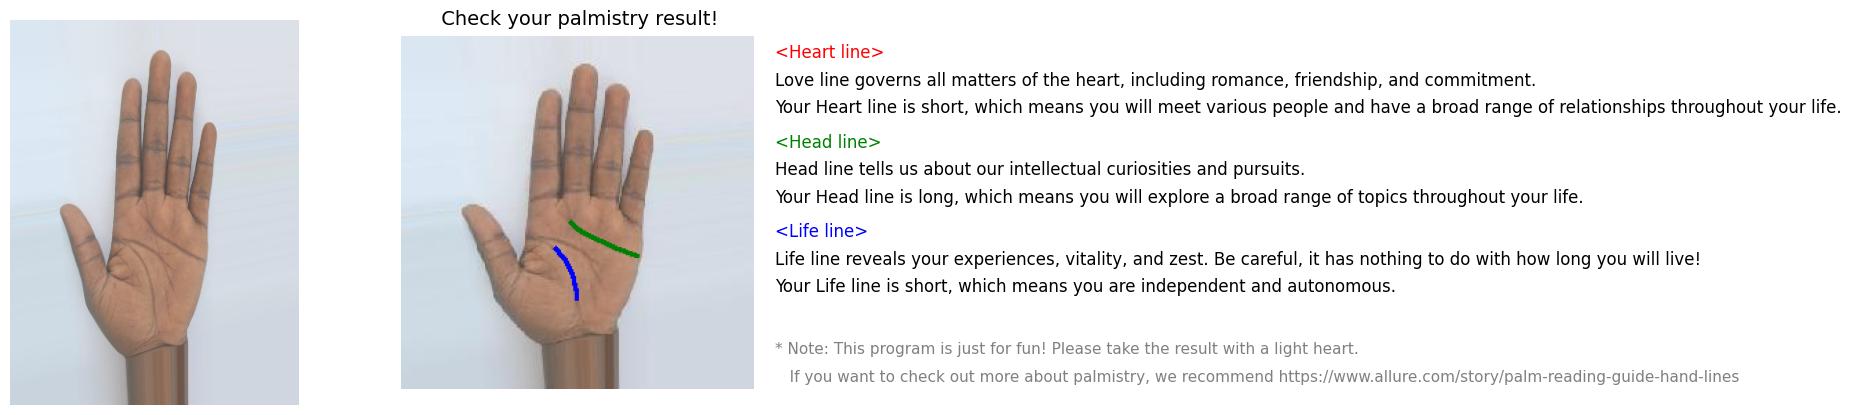 Check your palmistry result!
<Heart line>
Love line governs all matters of the heart, including romance, friendship, and commitment.
Your Heart line is short, which means you will meet various people and have a broad range of relationships throughout your life.
<Head line>
Head line tells us about our intellectual curiosities and pursuits.
Your Head line is long, which means you will explore a broad range of topics throughout your life.
<Life line>
Life line reveals your experiences, vitality, and zest. Be careful, it has nothing to do with how long you will live!
Your Life line is short, which means you are independent and autonomous.
* Note: This program is just for fun! Please take the result with a light heart.
If you want to check out more about palmistry, we recommend https://www.allure.com/story/palm-reading-guide-hand-lines